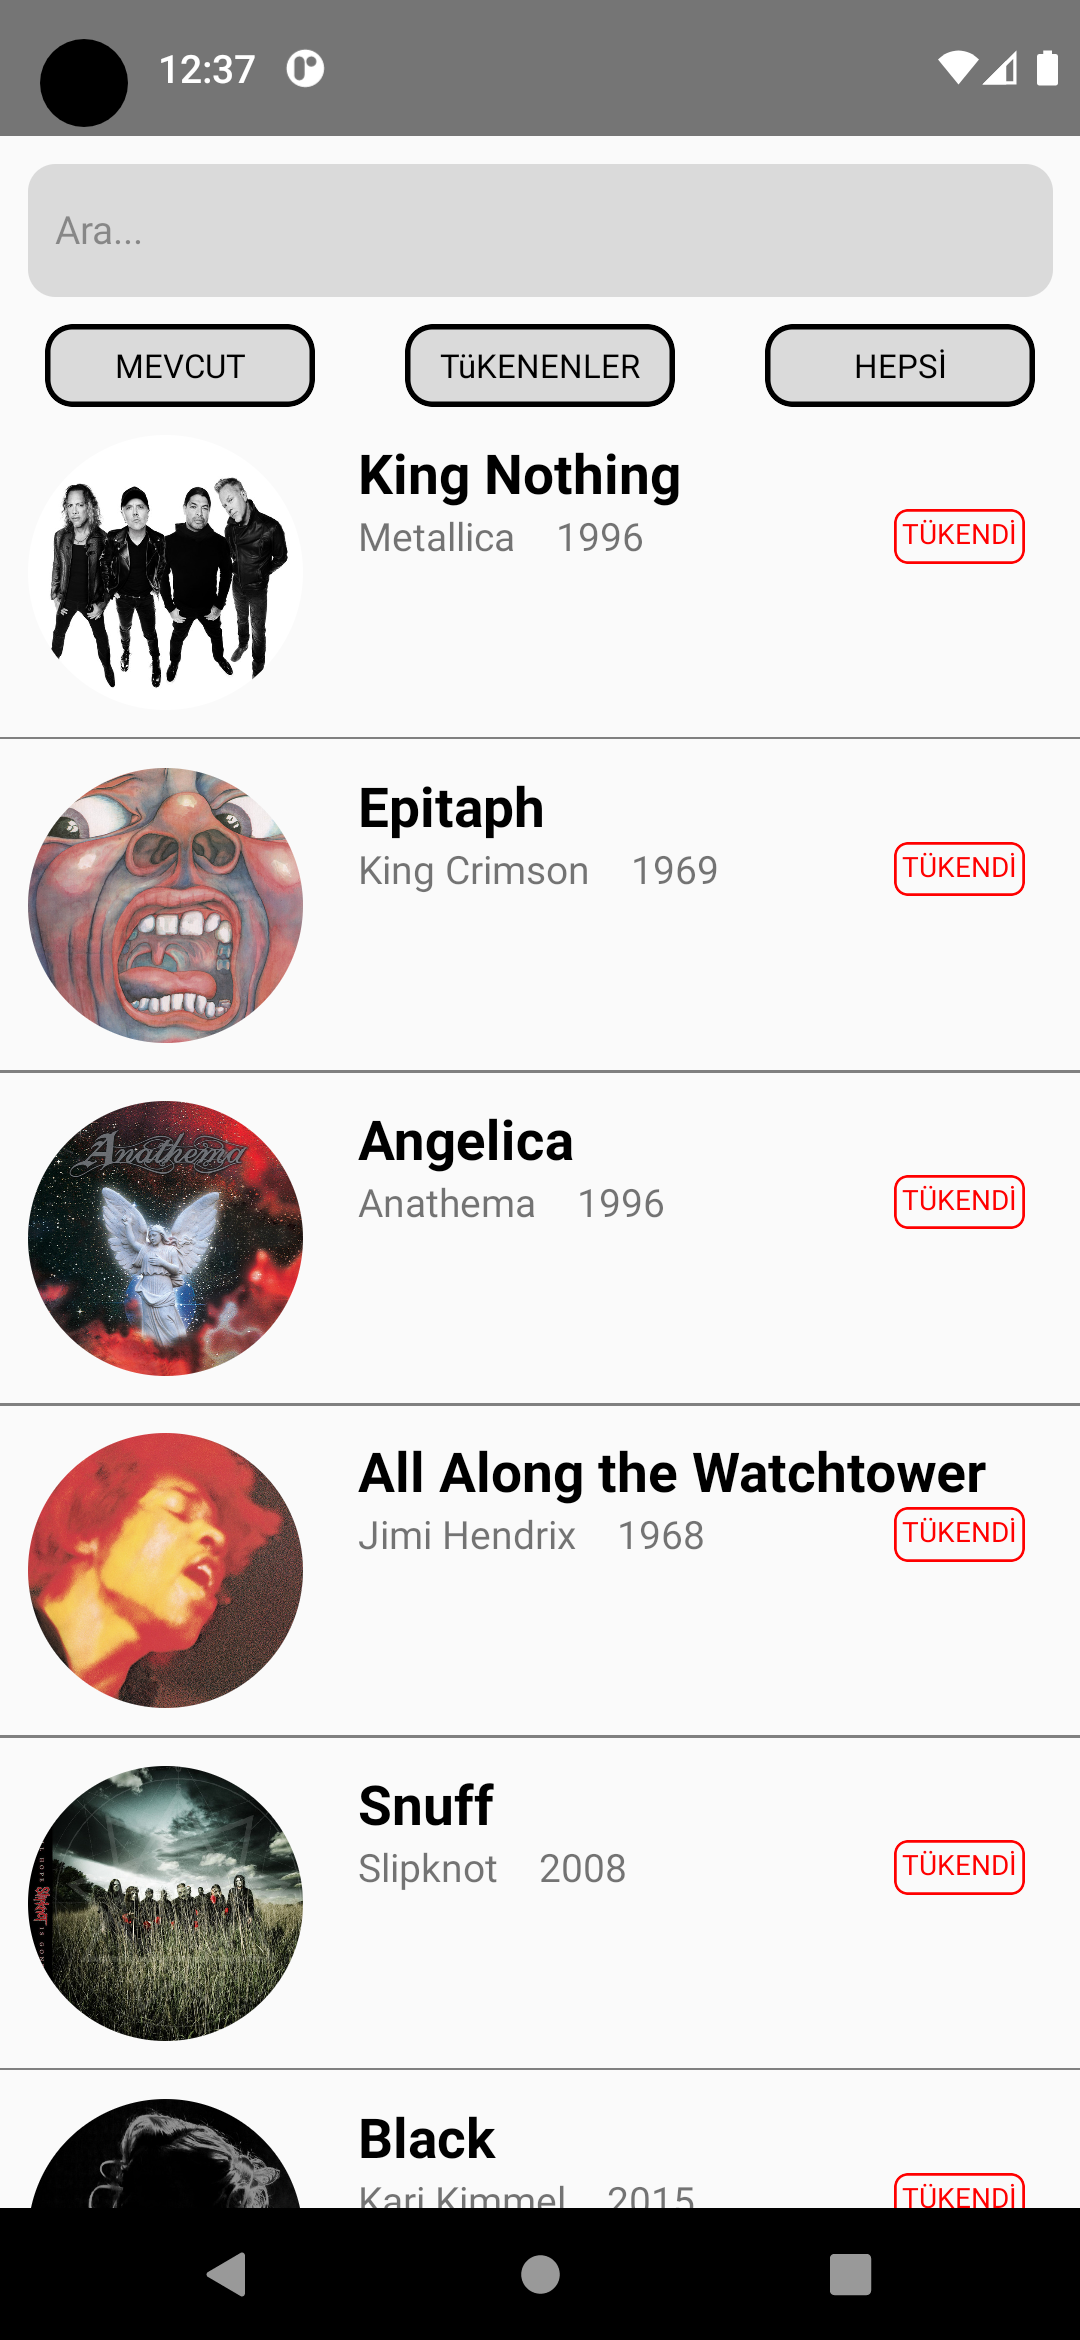 12:37
Ara...
MEVCUT TüKENENLER HEPSİ
King Nothing
Metallica 1996 TÜKENDİ
Epitaph
King Crimson 1969 TÜKENDİ
Anathema
Angelica
Anathema 1996 TÜKENDİ
All Along the Watchtower
Jimi Hendrix 1968 TÜKENDİ
Snuff
Slipknot 2008 TÜKENDİ
Black
Kari Kimmel 2015 TÜKENDİ